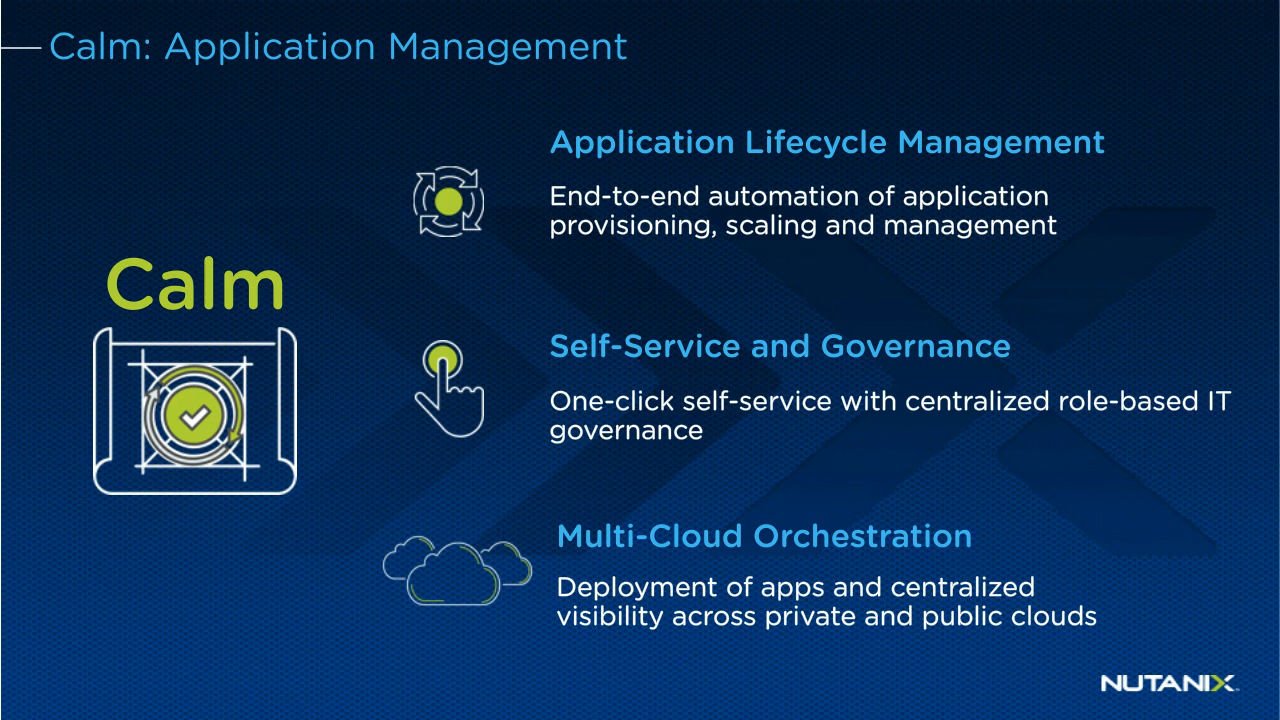 Calm: Application Management
Application Lifecycle Management
End-to-end automation of application
provisioning, scaling and management
Calm
Self-Service and Governance
One-click self-service with centralized role-based IT
governance
Multi-Cloud Orchestration
Deployment of apps and centralized
visibility across private and public clouds
NUTANIX